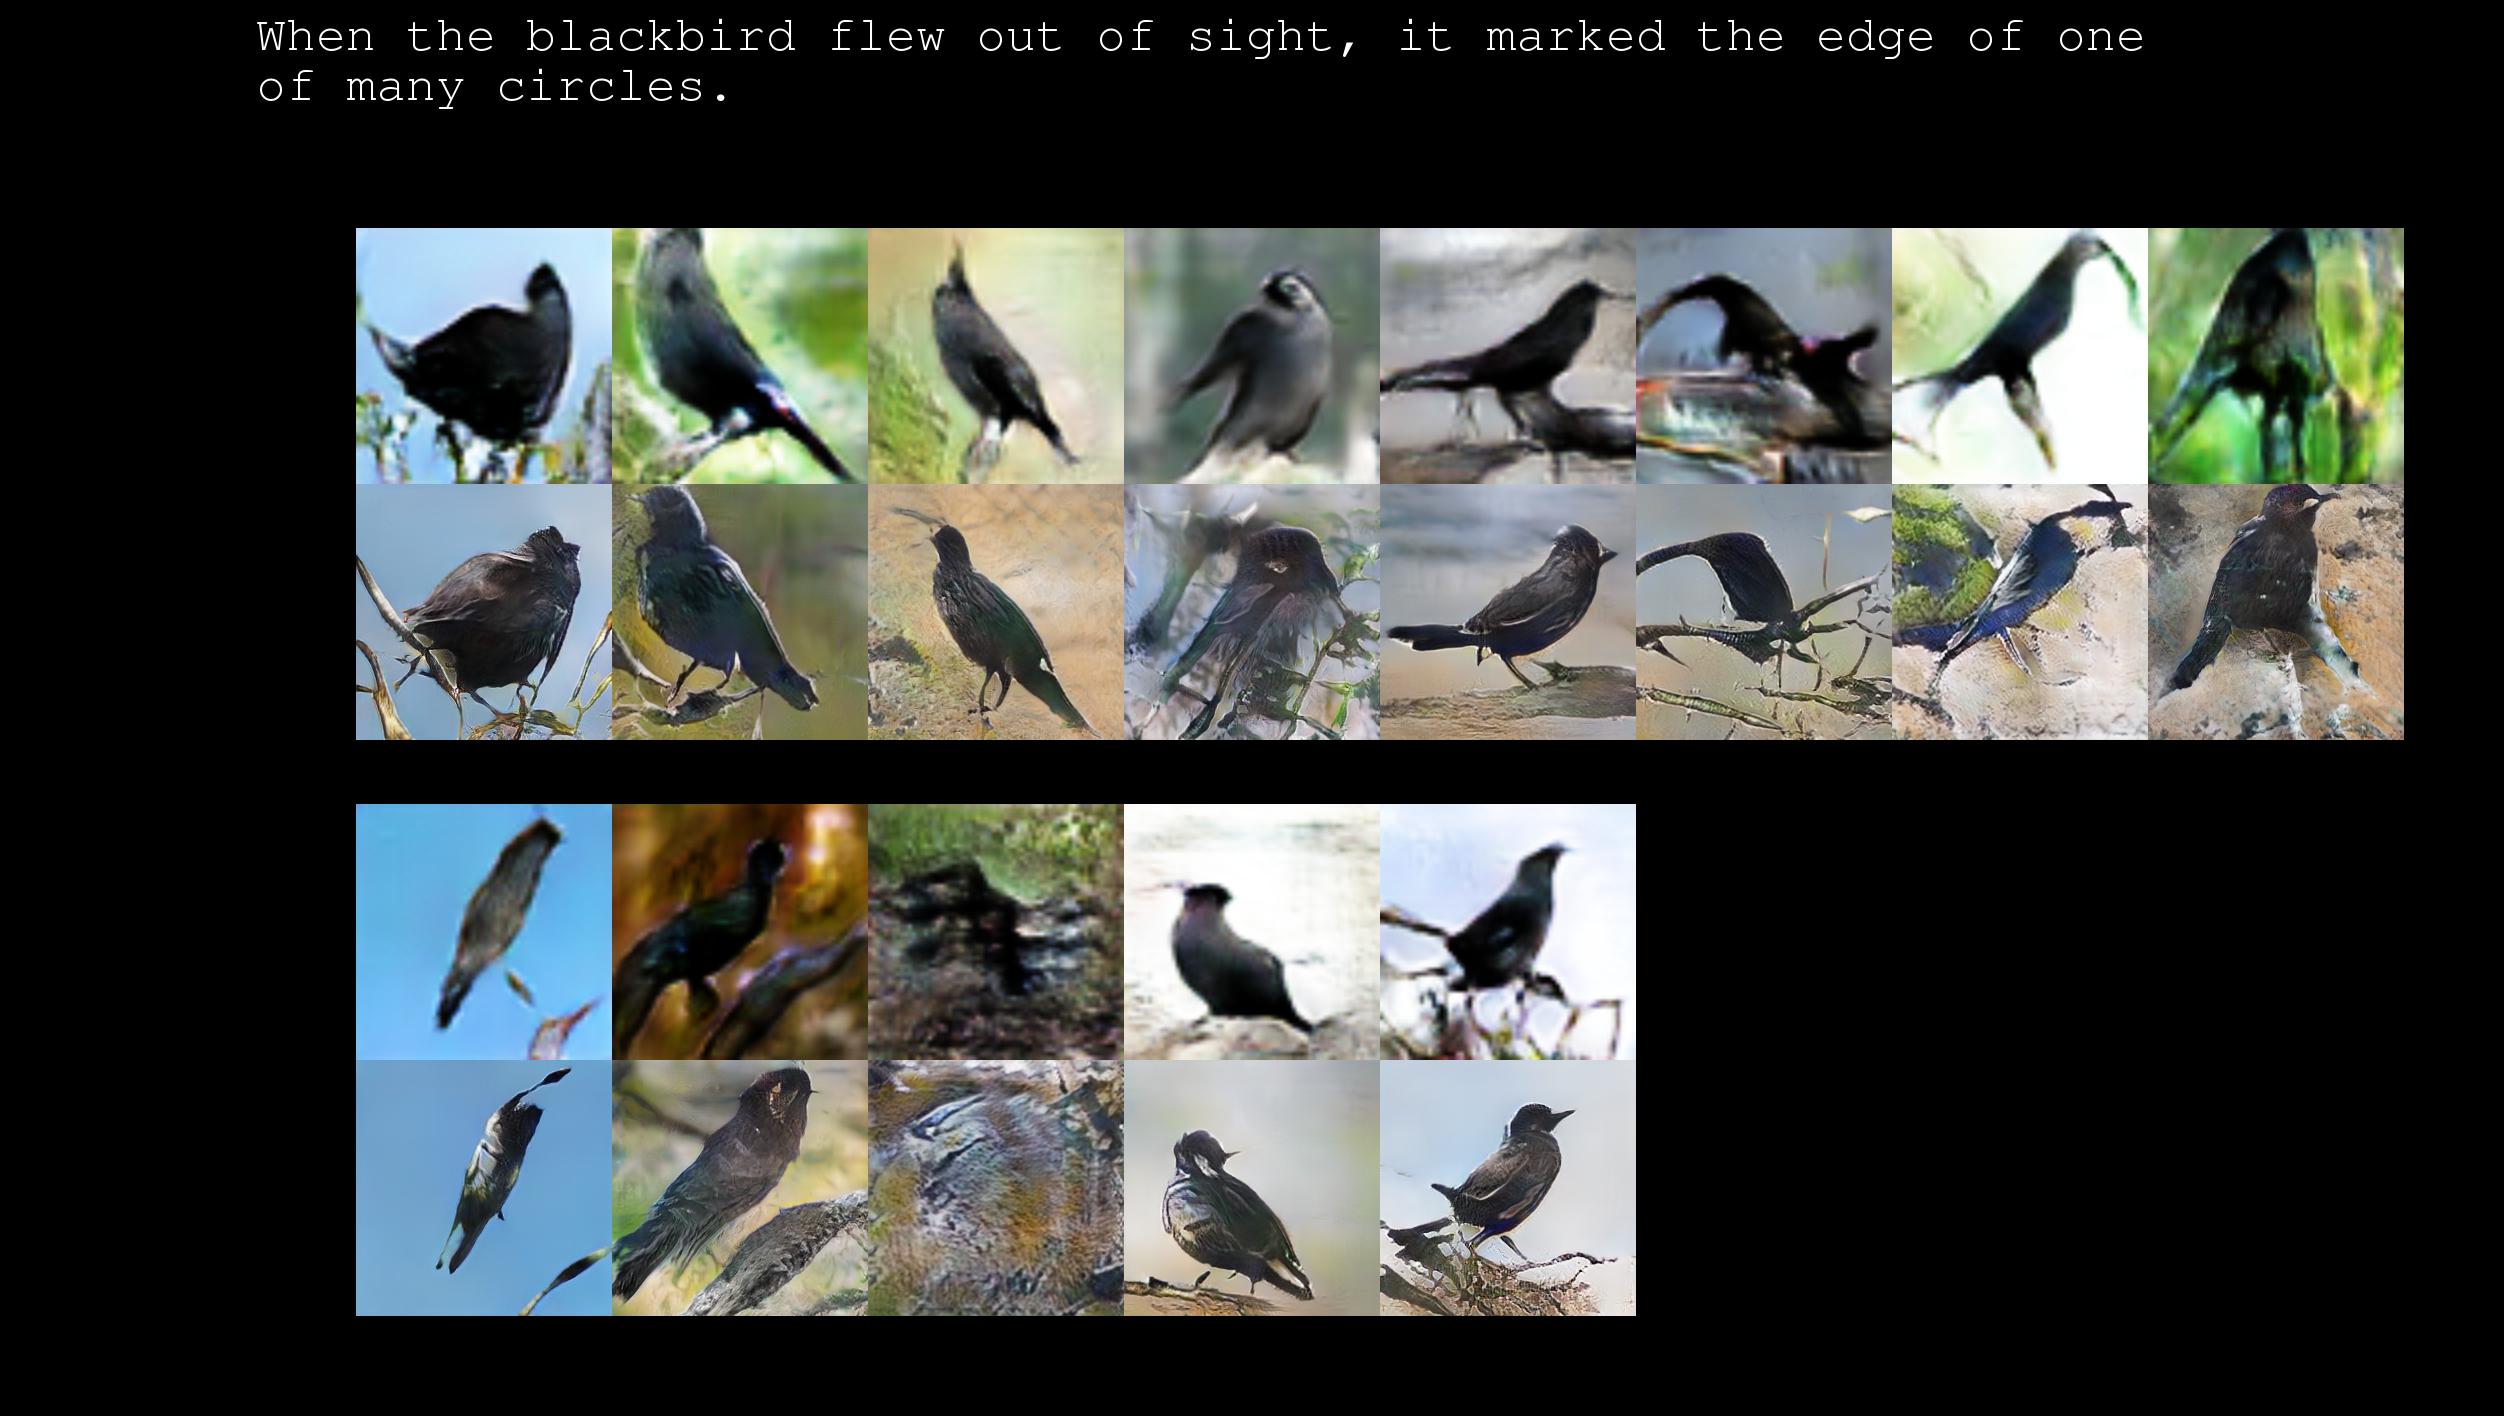 When the blackbird flew out of sight, it marked the edge of one
of many circles.